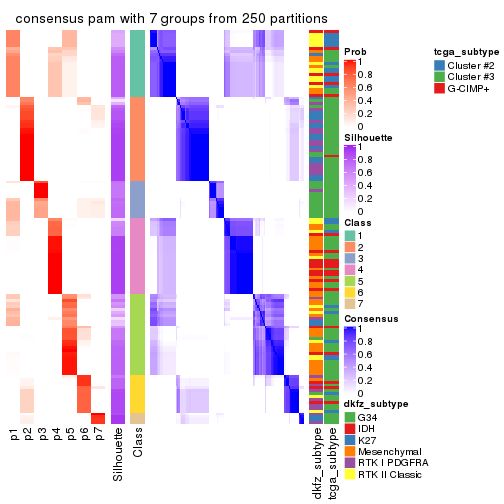 consensus pam with 7 groups from 250 partitions
Prob
1
0.8
0.6
0.4
0.2
0
Silhouette
1
0.8
0.6
0.4
0.2
0
Class
1
2
3
4
5
6
7
Consensus
1
0.8
0.6
0.4
0.2
0
dkfz_subtype
G34
IDH
K27
Mesenchymal
RTK I PDGFRA
RTK II Classic
tcga_subtype
Cluster #2
Cluster #3
G-CIMP+
p1
p2
p3
p4
p5
p6
p7
Silhouette
Class
dkfz_subtype
tcga_subtype